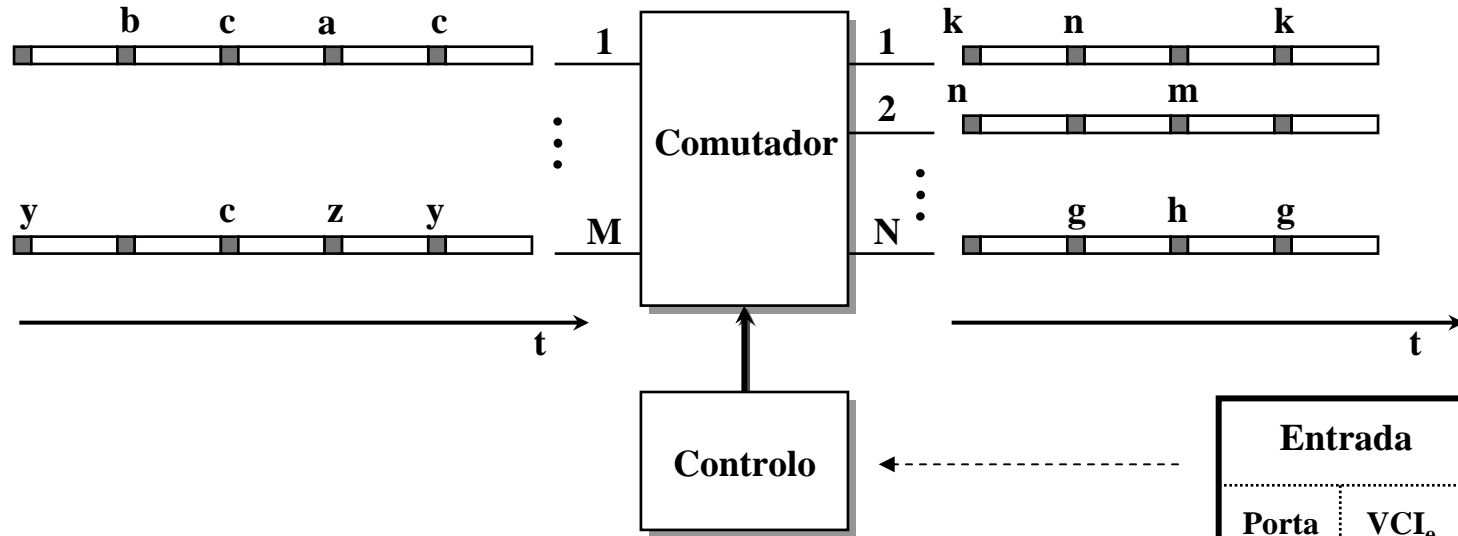 b c a c
1
1
k n k
2
n m
Comutador
y c z y
M
N
g h g
t
t
Controlo
Entrada
Porta VCIe